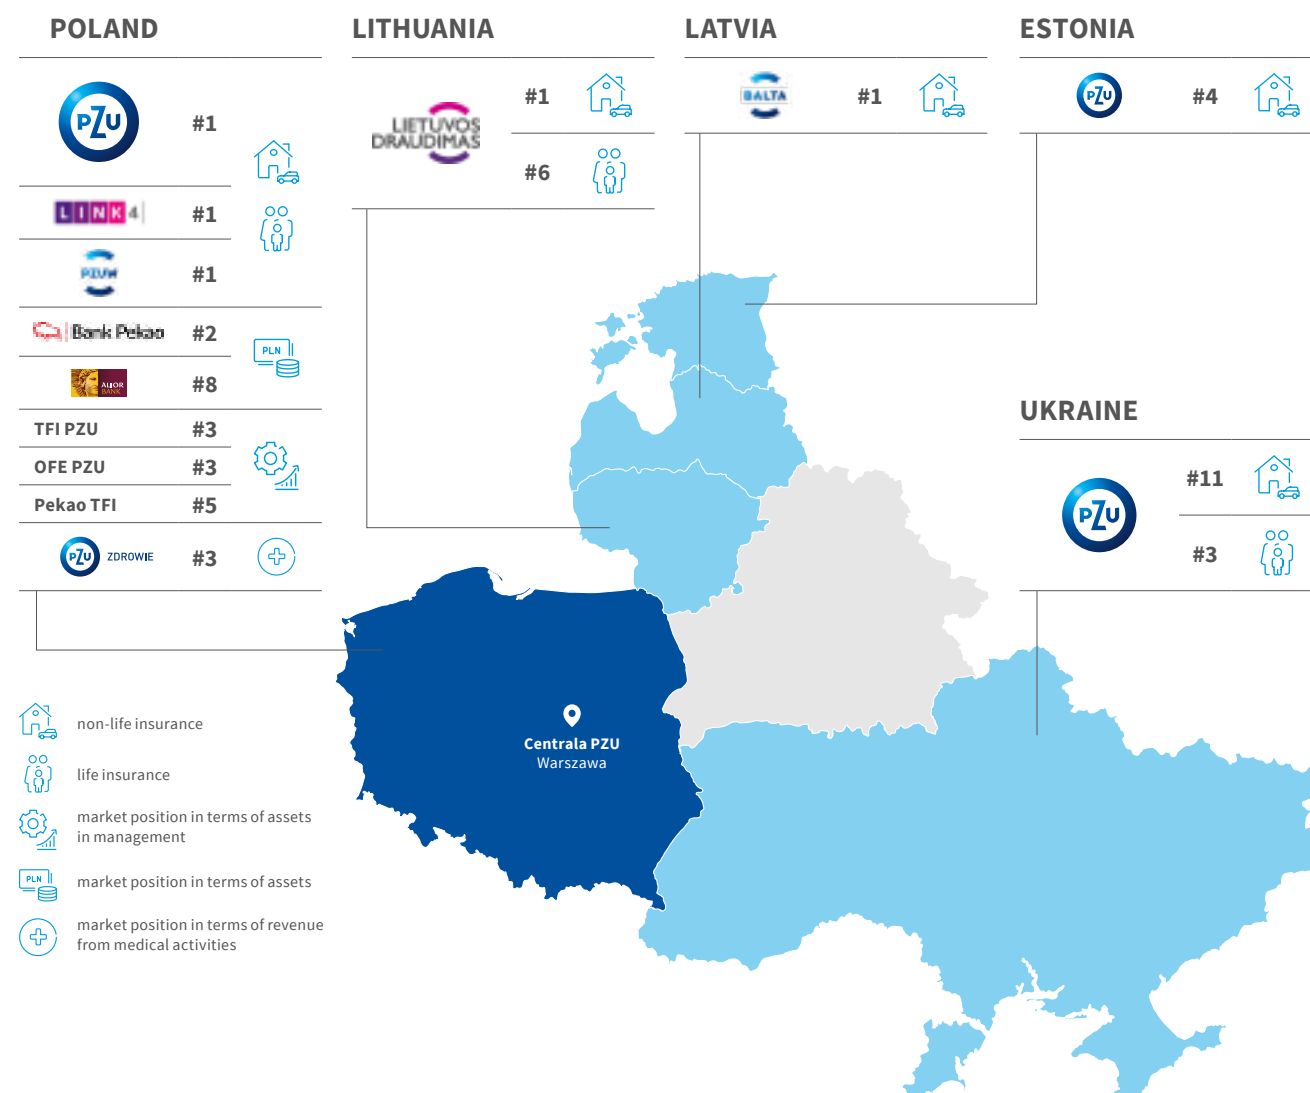 POLAND
PZU
#1
LINK 4
#1
PZUW
#1
Bank Pekao
#2
ALIOR
BANK
#8
PLN
TFI PZU
#3
OFE PZU
#3
Pekao TFI
#5
PZU ZDROWIE
#3
LITHUANIA
LIETUVOS
DRAUDIMAS
#1
#6
LATVIA
BALTA
#1
ESTONIA
PZU
#4
UKRAINE
PZU
#11
#3
Centrala PZU
Warszawa
non-life insurance
life insurance
market position in terms of assets
in management
PLN
market position in terms of assets
market position in terms of revenue
from medical activities